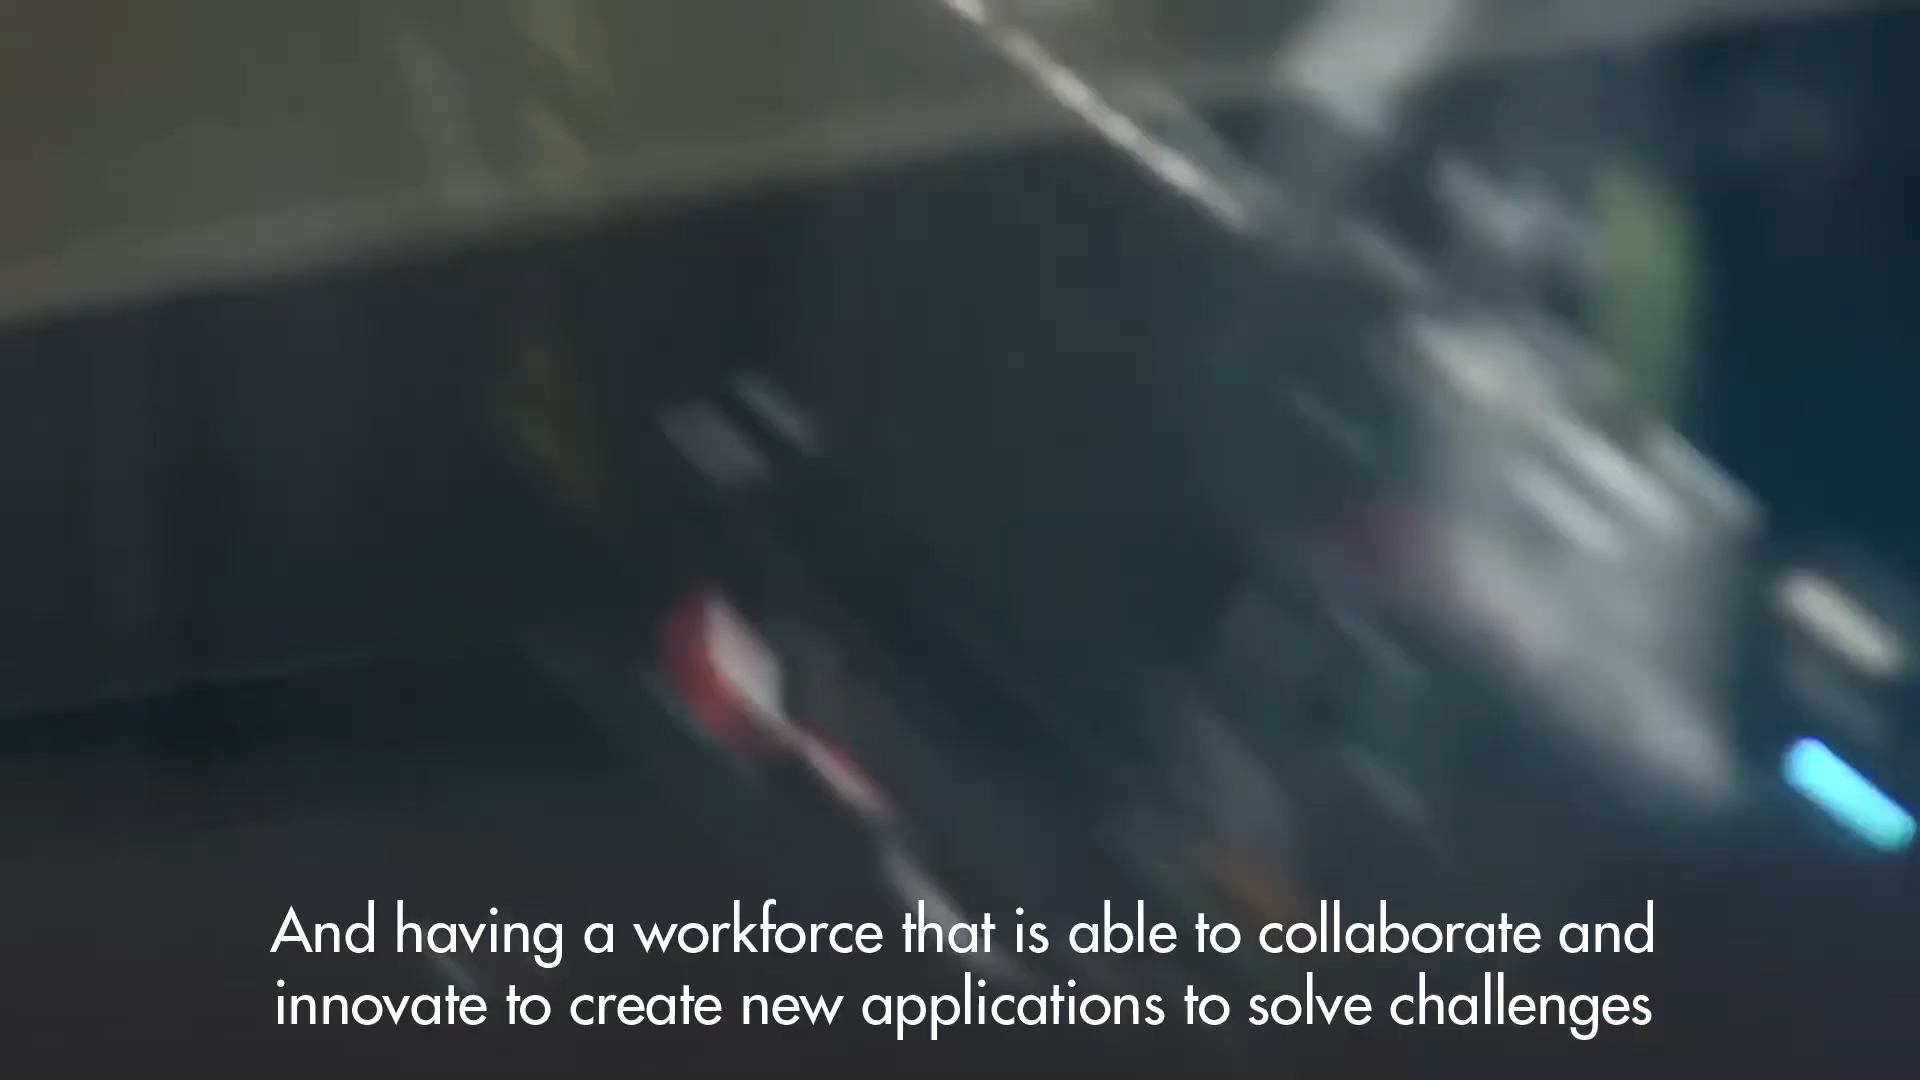 And having a workforce that is able to collaborate and
innovate to create new applications to solve challenges